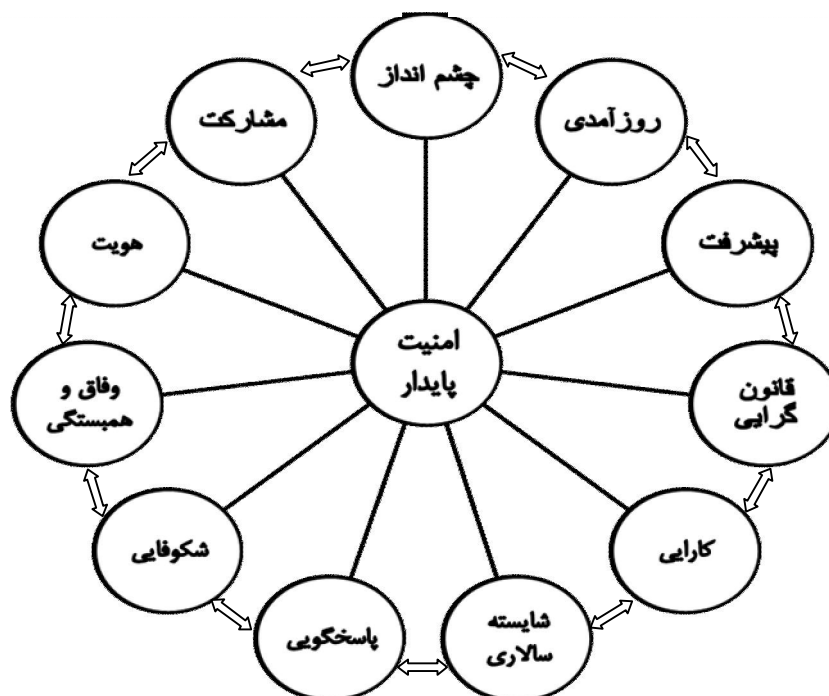 چشم انداز
روزآمدی
پیشرفت
قانون
گرایی
کارایی
شایسته
سالاری
پاسخگویی
شکوفایی
وفاق و
همبستگی
هویت
مشارکت
امنیت
پایدار